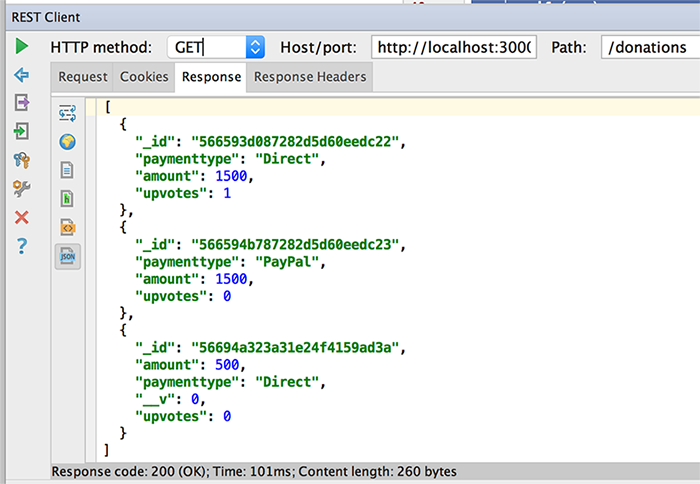 REST Client
HTTP method: GET Host/port: http://localhost:3000 Path: /donations
Request Cookies Response Response Headers
[
{
"_id": "566593d087282d5d60eedc22",
"paymenttype": "Direct",
"amount": 1500,
"upvotes": 1
},
{
"_id": "566594b787282d5d60eedc23",
"paymenttype": "PayPal",
"amount": 1500,
"upvotes": 0
},
{
"_id": "56694a323a31e24f4159ad3a",
"amount": 500,
"paymenttype": "Direct",
"__v": 0,
"upvotes": 0
}
]
JSON
Response code: 200 (OK); Time: 101ms; Content length: 260 bytes